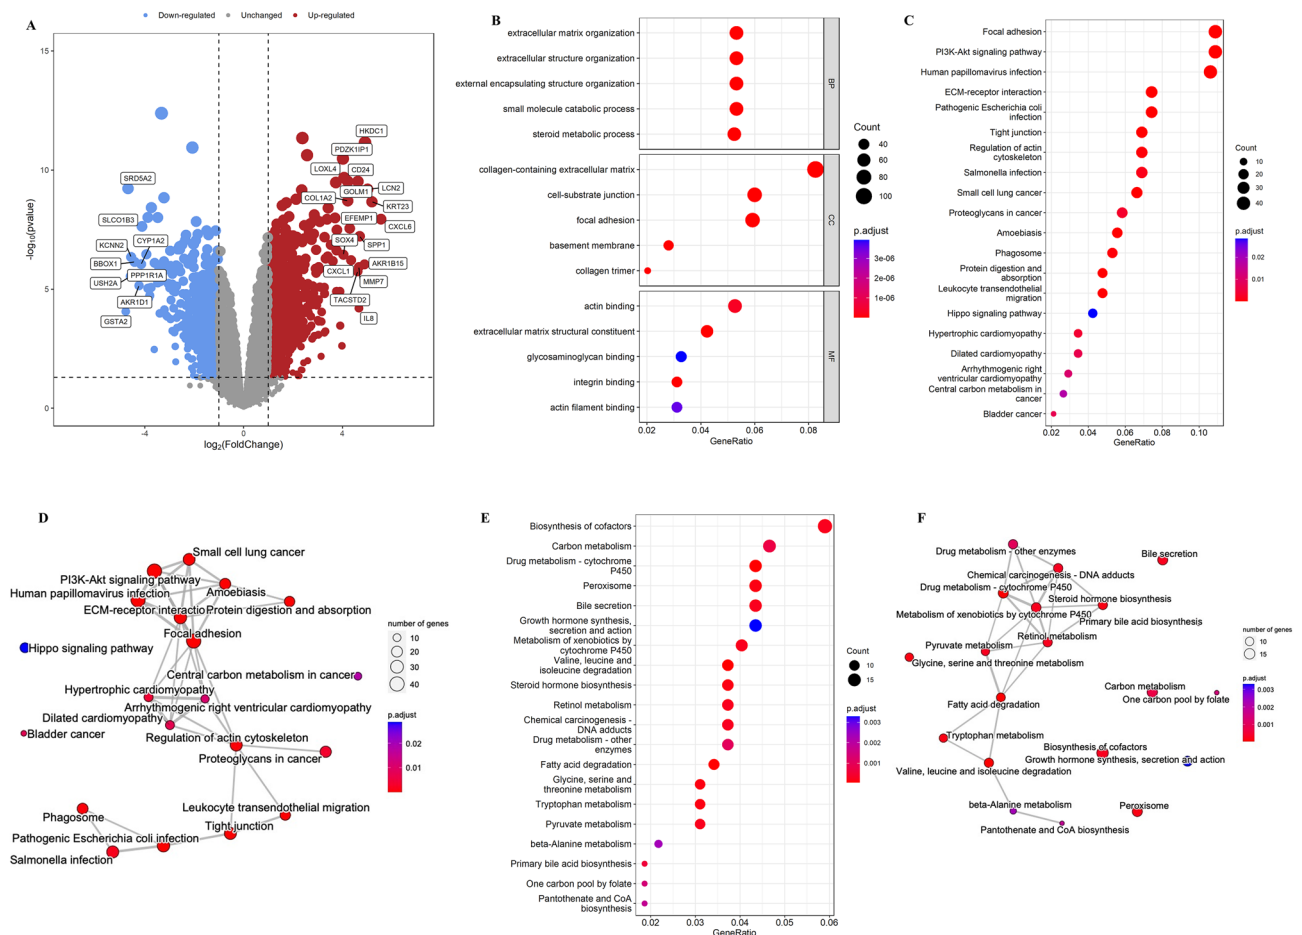 A
Down-regulated Unchanged Up-regulated
15
10
5
0
-log10(pvalue)
-4 0 4
log2(FoldChange)
HKDC1
PDZK1IP1
LOXL4
CD24
GOLM1
LCN2
COL1A2
KRT23
EFEMP1
CXCL6
SOX4
SPP1
CXCL1
AKR1B15
MMP7
TACSTD2
IL8
SRD5A2
SLCO1B3
KCNN2
CYP1A2
BBOX1
PPP1R1A
USH2A
AKR1D1
GSTA2
B
extracellular matrix organization
extracellular structure organization
external encapsulating structure organization
small molecule catabolic process
steroid metabolic process
BP
collagen-containing extracellular matrix
cell-substrate junction
focal adhesion
basement membrane
collagen trimer
CC
actin binding
extracellular matrix structural constituent
glycosaminoglycan binding
integrin binding
actin filament binding
MF
0.02 0.04 0.06 0.08
GeneRatio
Count
40
60
80
100
p.adjust
3e-06
2e-06
1e-06
C
Focal adhesion
PI3K-Akt signaling pathway
Human papillomavirus infection
ECM-receptor interaction
Pathogenic Escherichia coli
infection
Tight junction
Regulation of actin
cytoskeleton
Salmonella infection
Small cell lung cancer
Proteoglycans in cancer
Amoebiasis
Phagosome
Protein digestion and
absorption
Leukocyte transendothelial
migration
Hippo signaling pathway
Hypertrophic cardiomyopathy
Dilated cardiomyopathy
Arrhythmogenic right
ventricular cardiomyopathy
Central carbon metabolism in
cancer
Bladder cancer
0.02 0.04 0.06 0.08 0.10
GeneRatio
Count
10
20
30
40
p.adjust
0.02
0.01
D
Small cell lung cancer
PI3K-Akt signaling pathway
Human papillomavirus infection
Amoebiasis
ECM-receptor interactio
Protein digestion and absorption
Focal adhesion
Hippo signaling pathway
Central carbon metabolism in cancer
Hypertrophic cardiomyopathy
Arrhythmogenic right ventricular cardiomyopathy
Dilated cardiomyopathy
Bladder cancer
Regulation of actin cytoskeleton
Proteoglycans in cancer
Leukocyte transendothelial migration
Phagosome
Tight junction
Pathogenic Escherichia coli infection
Salmonella infection
number of genes
10
20
30
40
p.adjust
0.02
0.01
E
Biosynthesis of cofactors
Carbon metabolism
Drug metabolism - cytochrome
P450
Peroxisome
Bile secretion
Growth hormone synthesis,
secretion and action
Metabolism of xenobiotics by
cytochrome P450
Valine, leucine and
isoleucine degradation
Steroid hormone biosynthesis
Retinol metabolism
Chemical carcinogenesis -
DNA adducts
Drug metabolism - other
enzymes
Fatty acid degradation
Glycine, serine and
threonine metabolism
Tryptophan metabolism
Pyruvate metabolism
beta-Alanine metabolism
Primary bile acid biosynthesis
One carbon pool by folate
Pantothenate and CoA
biosynthesis
0.02 0.03 0.04 0.05 0.06
GeneRatio
Count
10
15
p.adjust
0.003
0.002
0.001
F
Drug metabolism - other enzymes
Bile secretion
Chemical carcinogenesis - DNA adducts
Drug metabolism - cytochrome P450
Steroid hormone biosynthesis
Metabolism of xenobiotics by cytochrome P450
Primary bile acid biosynthesis
Retinol metabolism
Pyruvate metabolism
Glycine, serine and threonine metabolism
Carbon metabolism
One carbon pool by folate
Fatty acid degradation
Tryptophan metabolism
Biosynthesis of cofactors
Growth hormone synthesis, secretion and action
Valine, leucine and isoleucine degradation
beta-Alanine metabolism
Peroxisome
Pantothenate and CoA biosynthesis
number of genes
10
15
p.adjust
0.003
0.002
0.001